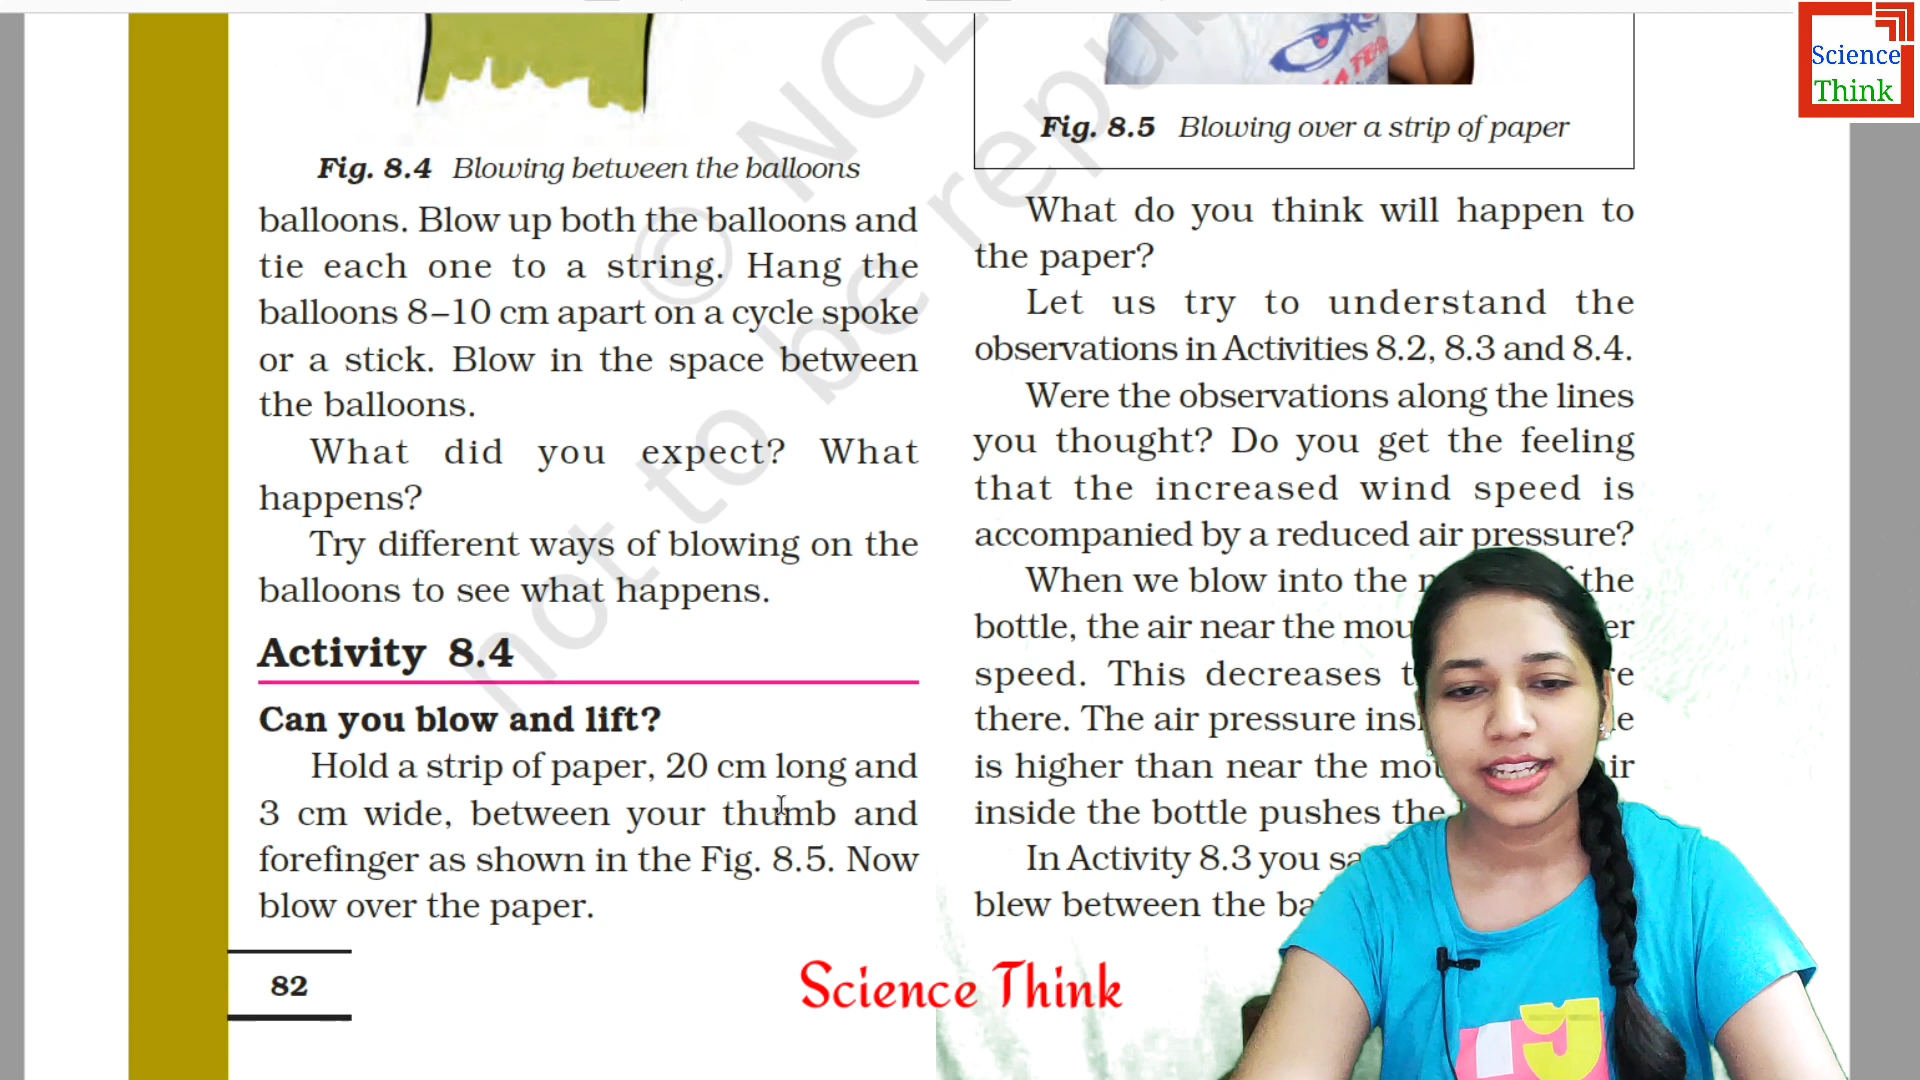 Fig. 8.4 Blowing between the balloons
balloons. Blow up both the balloons and
tie each one to a string. Hang the
balloons 8–10 cm apart on a cycle spoke
or a stick. Blow in the space between
the balloons.
What did you expect? What
happens?
Try different ways of blowing on the
balloons to see what happens.
Activity 8.4
Can you blow and lift?
Hold a strip of paper, 20 cm long and
3 cm wide, between your thumb and
forefinger as shown in the Fig. 8.5. Now
blow over the paper.
82
Fig. 8.5 Blowing over a strip of paper
What do you think will happen to
the paper?
Let us try to understand the
observations in Activities 8.2, 8.3 and 8.4.
Were the observations along the lines
you thought? Do you get the feeling
that the increased wind speed is
accompanied by a reduced air pressure?
When we blow into the the
bottle, the air near the
speed. This decreases
there. The air pressure
is higher than near the
inside the bottle pushes the
In Activity 8.3 you
blew between the
Science
Think
Science Think
©
not to be